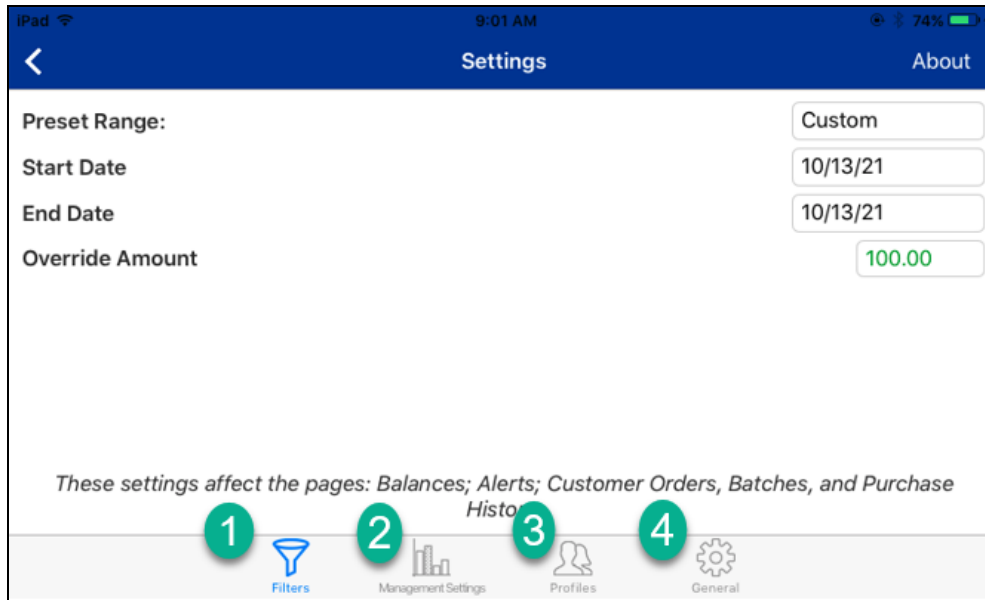 iPad 9:01 AM 74%
Settings About
Preset Range: Custom
Start Date 10/13/21
End Date 10/13/21
Override Amount 100.00
These settings affect the pages: Balances; Alerts; Customer Orders, Batches, and Purchase
Histo
1 2 3 4
Filters Management Settings Profiles General